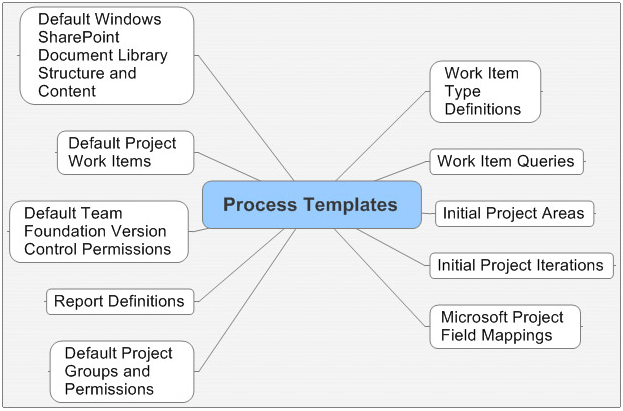 Default Windows
SharePoint
Document Library
Structure and
Content
Default Project
Work Items
Default Team
Foundation Version
Control Permissions
Report Definitions
Default Project
Groups and
Permissions
Process Templates
Work Item
Type
Definitions
Work Item Queries
Initial Project Areas
Initial Project Iterations
Microsoft Project
Field Mappings